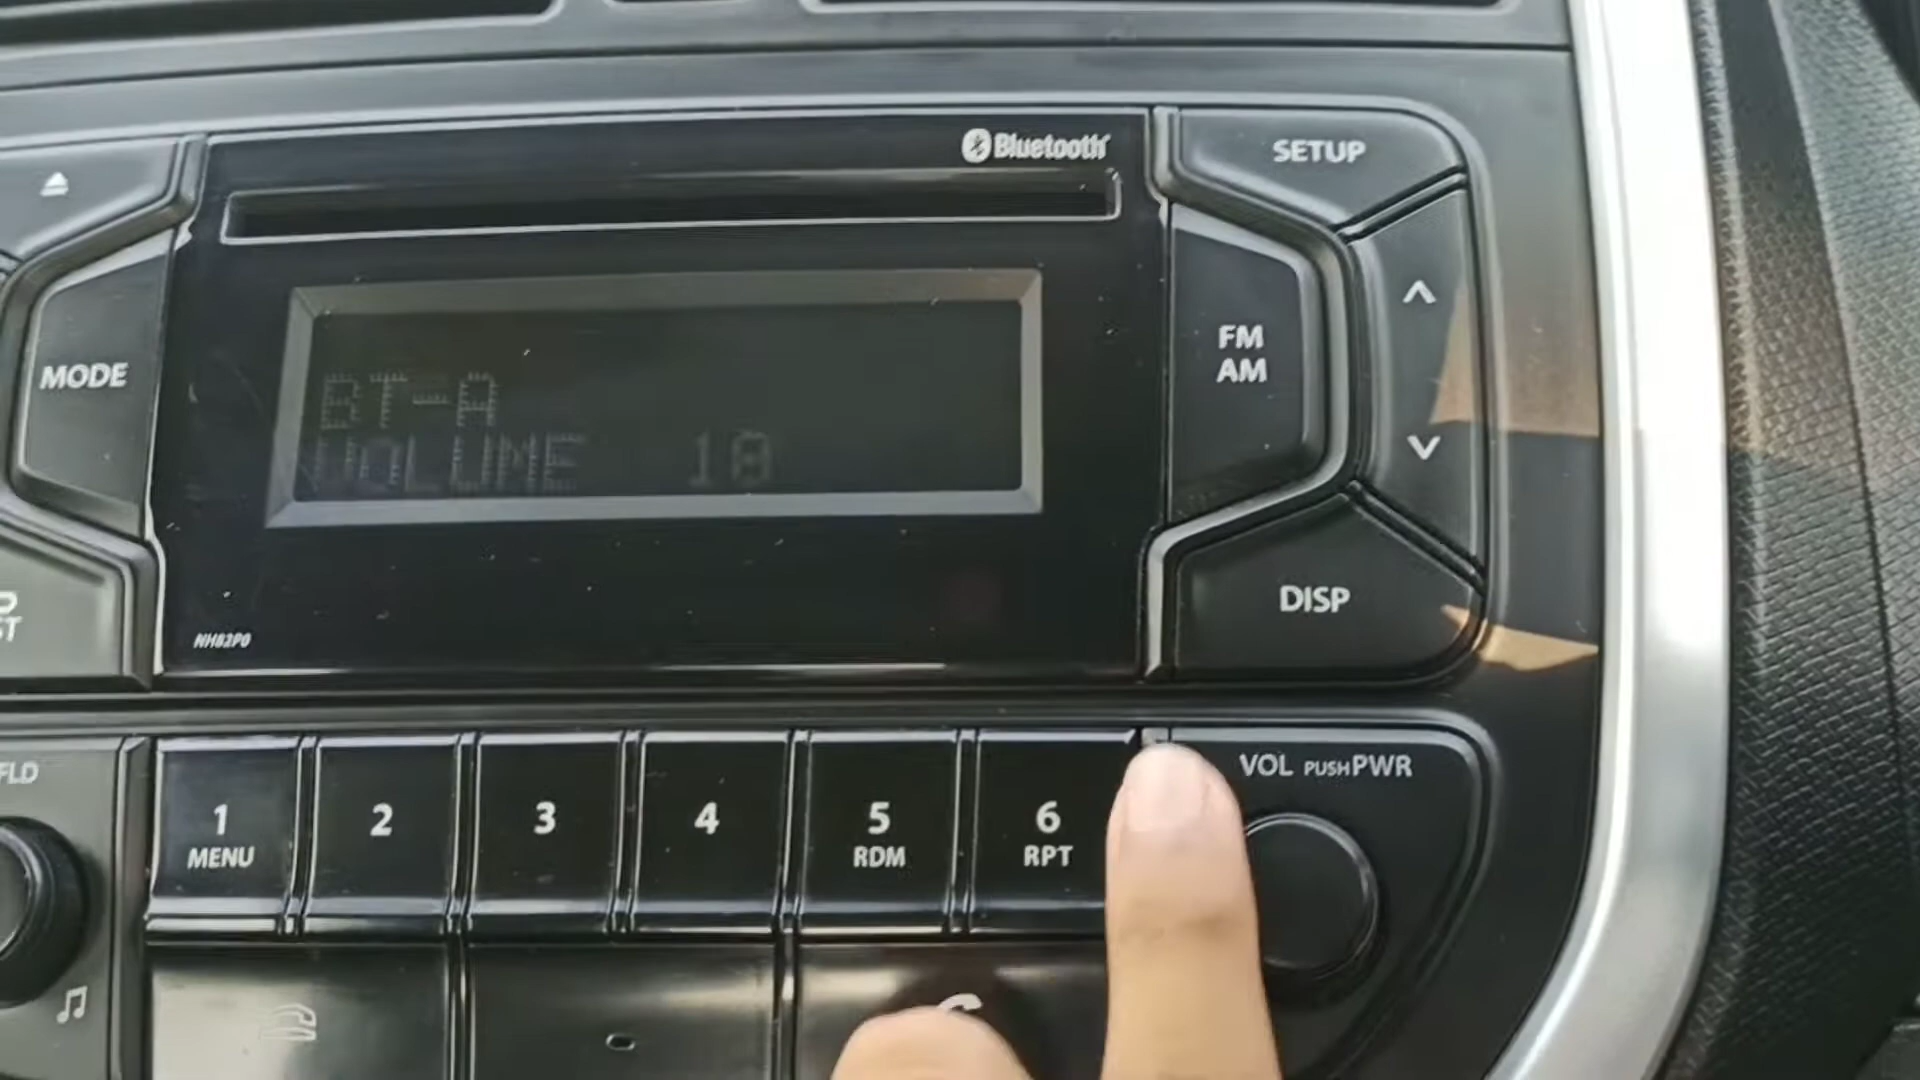 Bluetooth
SETUP
MODE
BT-A
VOLUME 18
FM
AM
DISP
NH82P0
FLD
VOL PUSH PWR
1
MENU
2
3
4
5
RDM
6
RPT